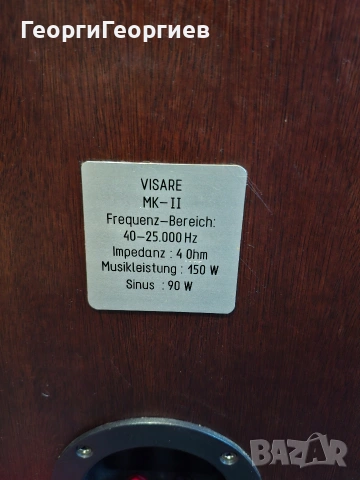 ГеоргиГеоргиев
VISARE
MK-II
Frequenz-Bereich:
40-25.000 Hz
Impedanz : 4 Ohm
Musikleistung : 150 W
Sinus : 90 W
BAZAR